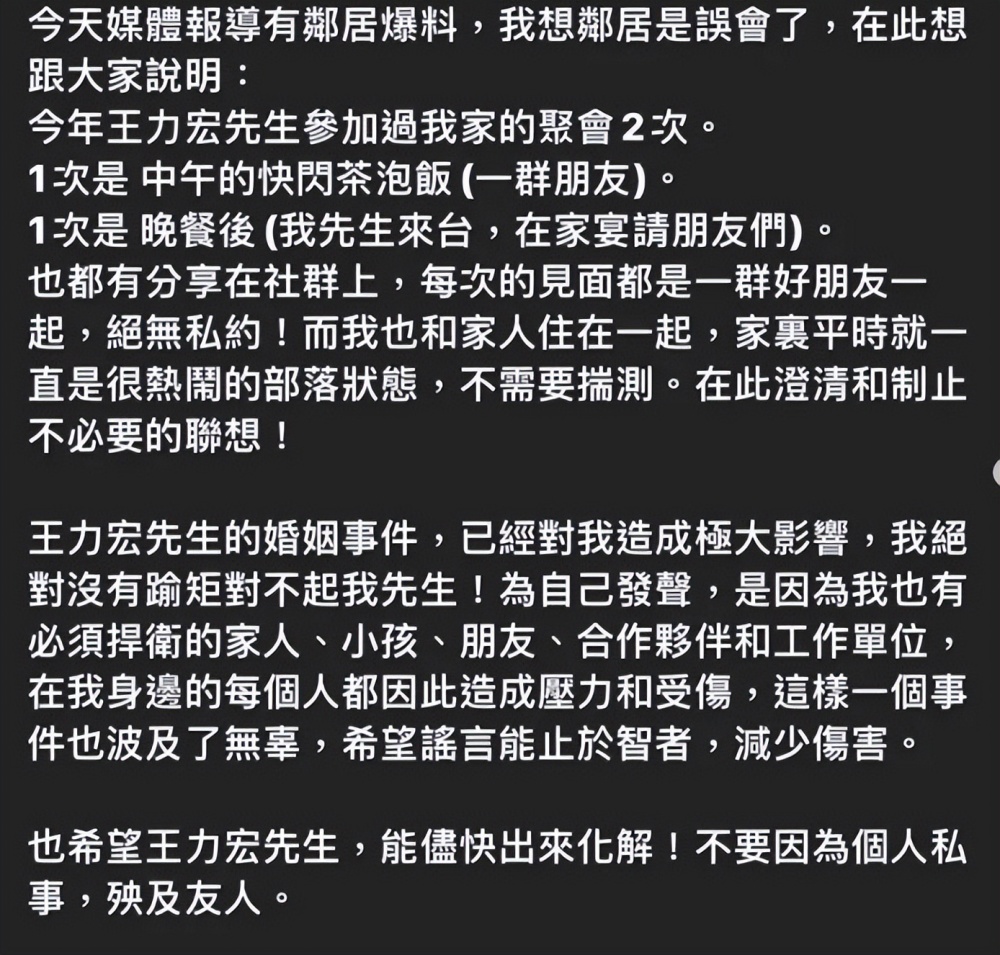 今天媒體報導有鄰居爆料，我想鄰居是誤會了，在此想
跟大家說明：
今年王力宏先生參加過我家的聚會2次。
1次是 中午的快閃茶泡飯 (一群朋友)。
1次是 晚餐後 (我先生來台，在家宴請朋友們)。
也都有分享在社群上，每次的見面都是一群好朋友一
起，絕無私約！而我也和家人住在一起，家裏平時就一
直是很熱鬧的部落狀態，不需要揣測。在此澄清和制止
不必要的聯想！
王力宏先生的婚姻事件，已經對我造成極大影響，我絕
對沒有踰矩對不起我先生！為自己發聲，是因為我也有
必須捍衛的家人、小孩、朋友、合作夥伴和工作單位，
在我身邊的每個人都因此造成壓力和受傷，這樣一個事
件也波及了無辜，希望謠言能止於智者，減少傷害。
也希望王力宏先生，能儘快出來化解！不要因為個人私
事，殃及友人。